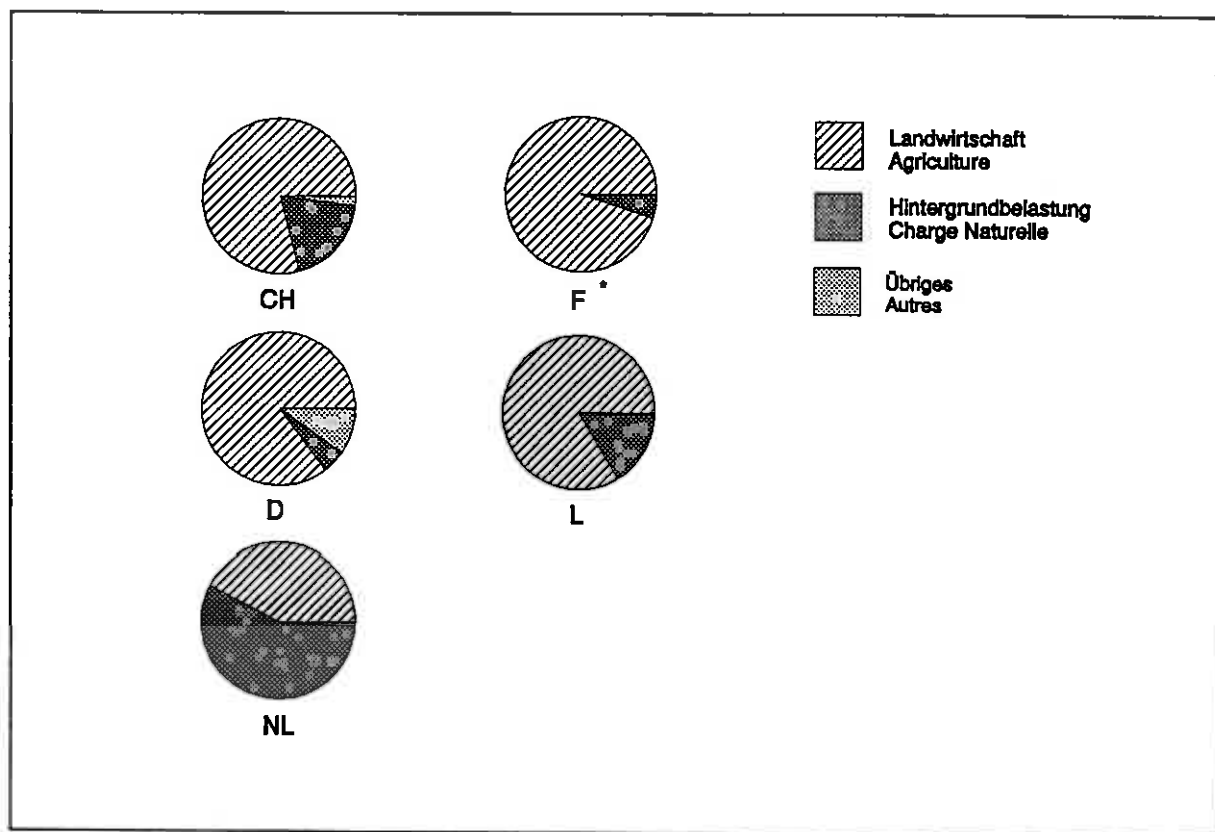 CH
F *
D
L
NL
Landwirtschaft
Agriculture
Hintergrundbelastung
Charge Naturelle
Übriges
Autres